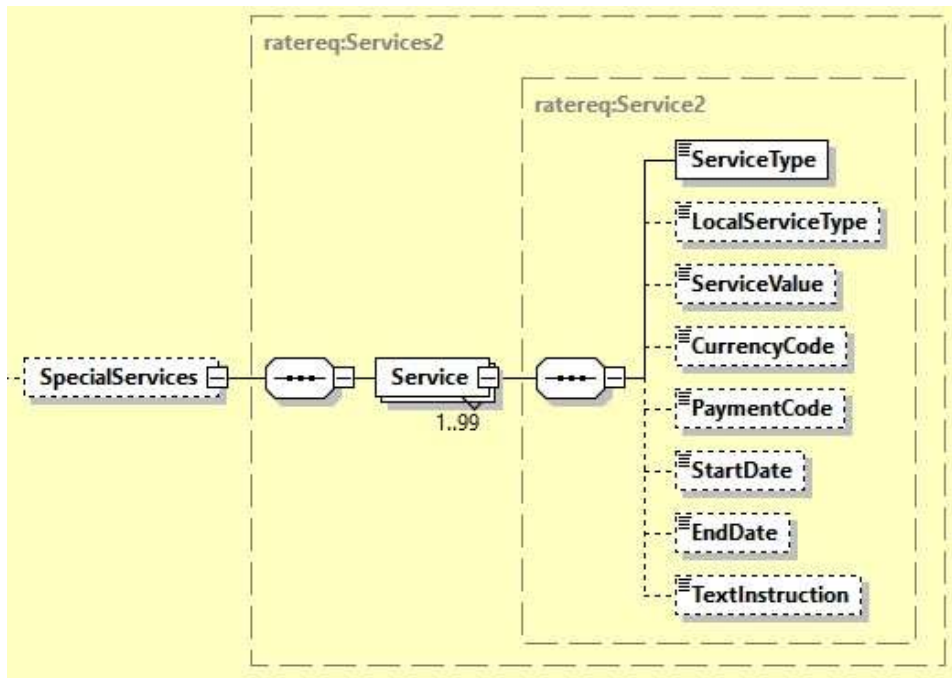 ratereq:Services2
ratereq:Service2
ServiceType
LocalServiceType
ServiceValue
CurrencyCode
SpecialServices
Service
PaymentCode
1..99
StartDate
EndDate
TextInstruction